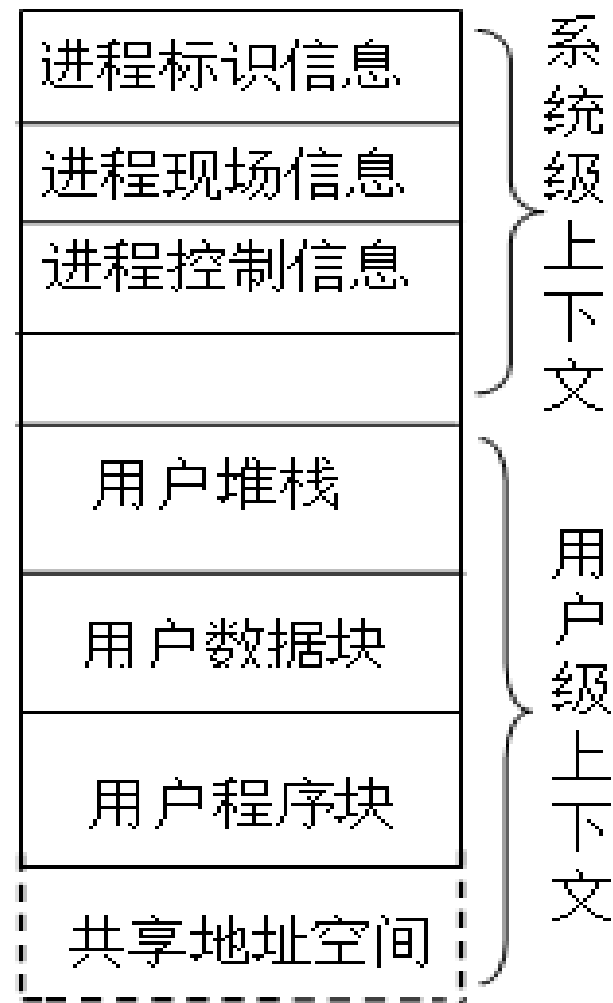 进程标识信息
进程现场信息
进程控制信息
系统级上下文
用户堆栈
用户数据块
用户程序块
共享地址空间
用户级上下文